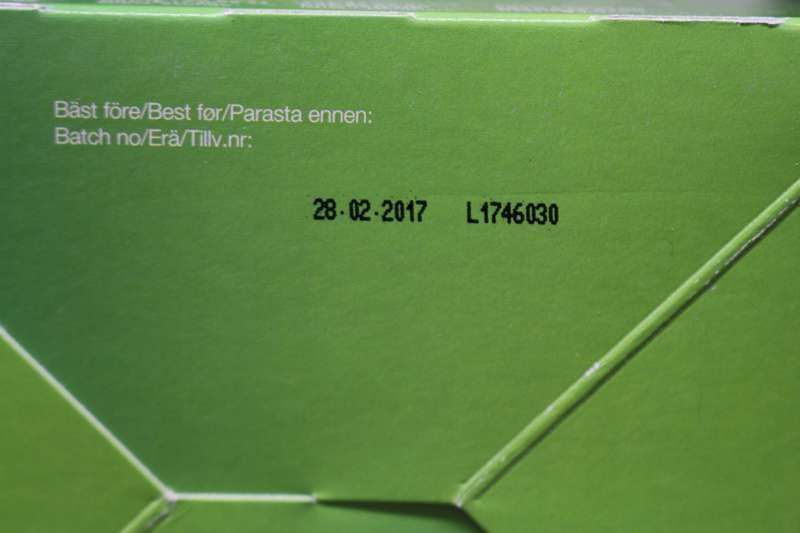 Bäst före/Best før/Parasta ennen:
Batch no/Erä/Tillv.nr:
28.02.2017 L1746030